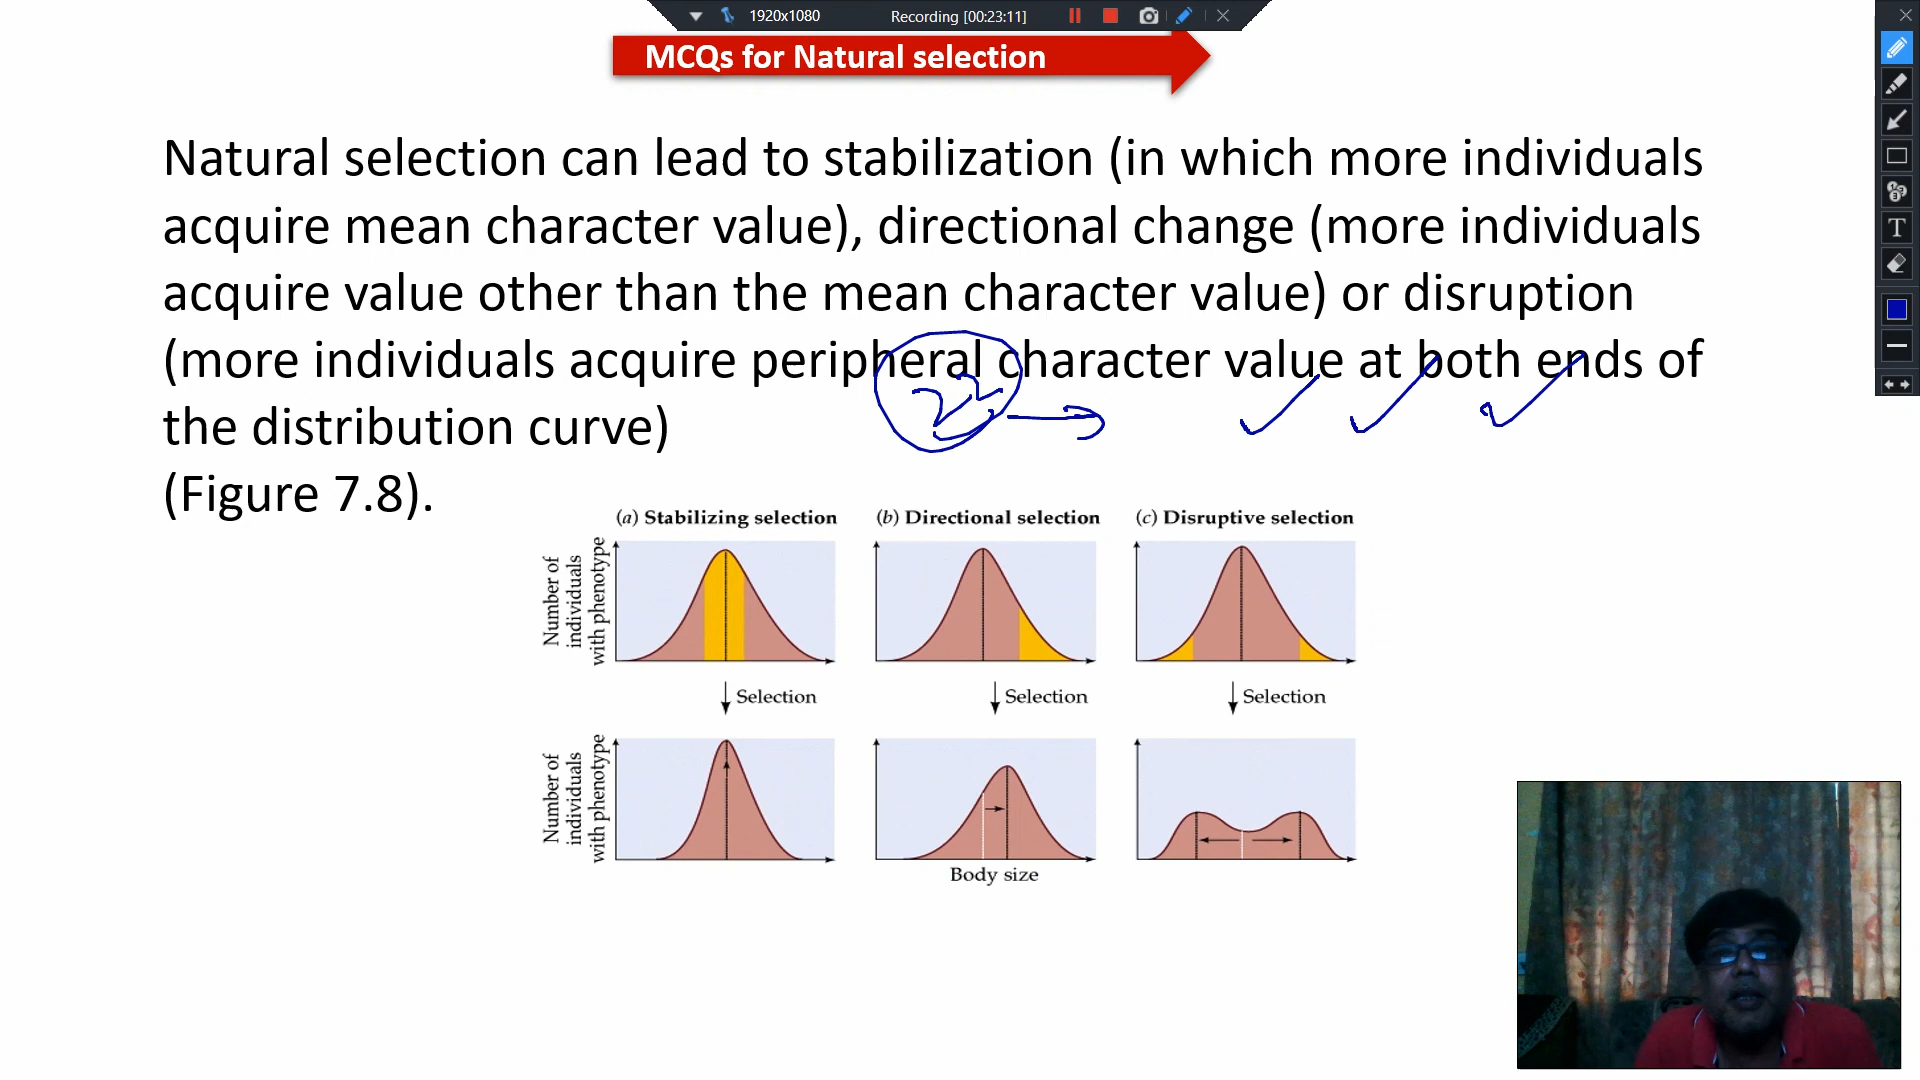 1920x1080
Recording [00:23:11]
MCQs for Natural selection
Natural selection can lead to stabilization (in which more individuals
acquire mean character value), directional change (more individuals
acquire value other than the mean character value) or disruption
(more individuals acquire peripheral character value at both ends of
the distribution curve)
(Figure 7.8).
(a) Stabilizing selection
(b) Directional selection
(c) Disruptive selection
Number of
individuals
with phenotype
Selection
Selection
Selection
Number of
individuals
with phenotype
Body size
T